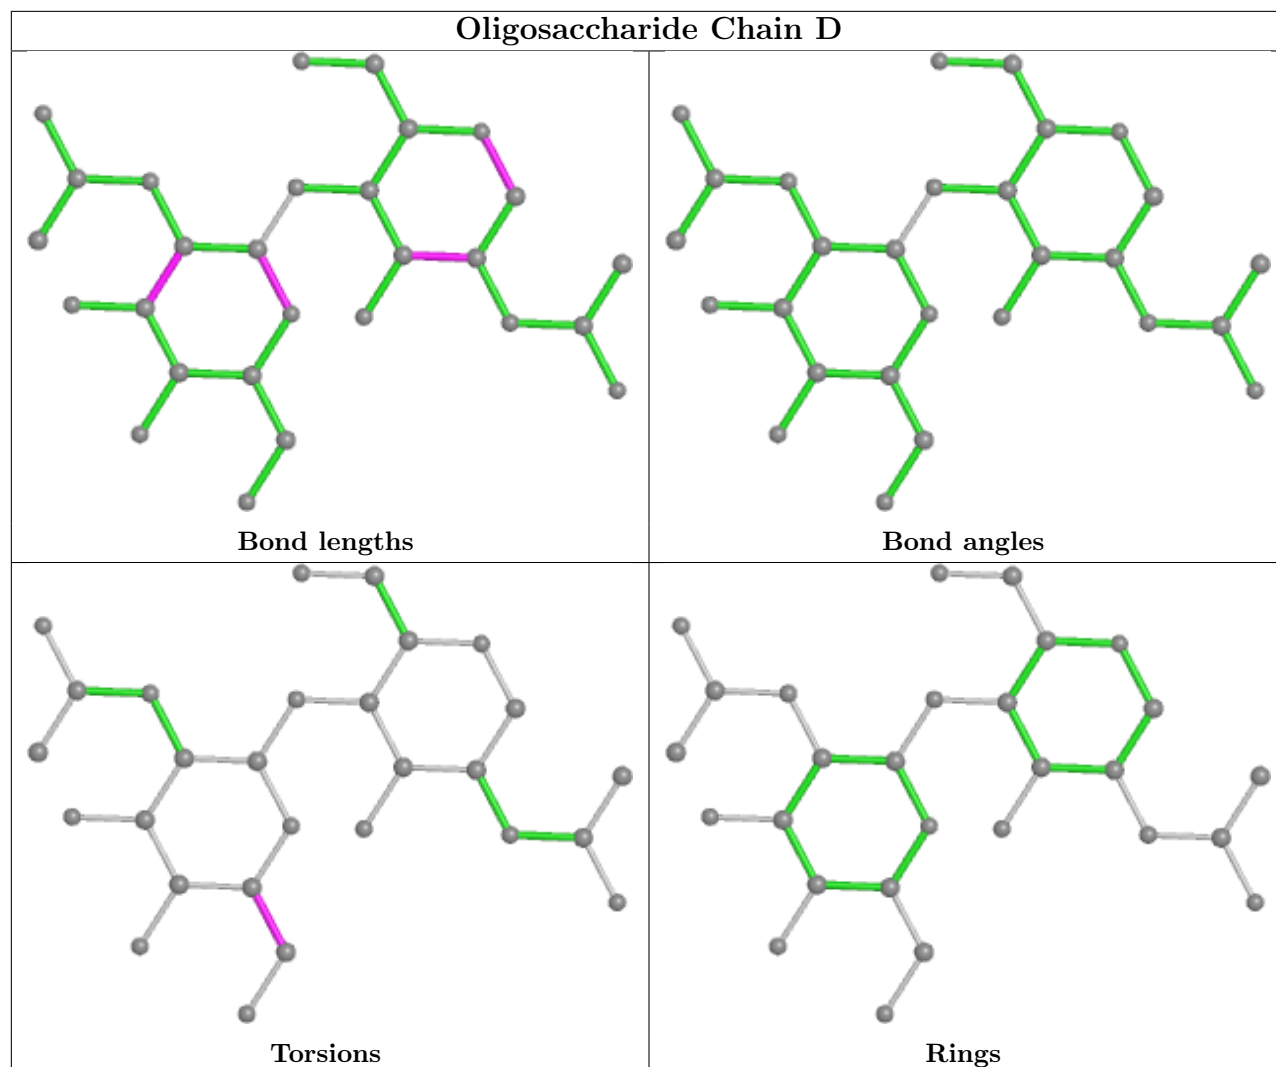 Oligosaccharide Chain D
Bond lengths
Bond angles
Torsions
Rings